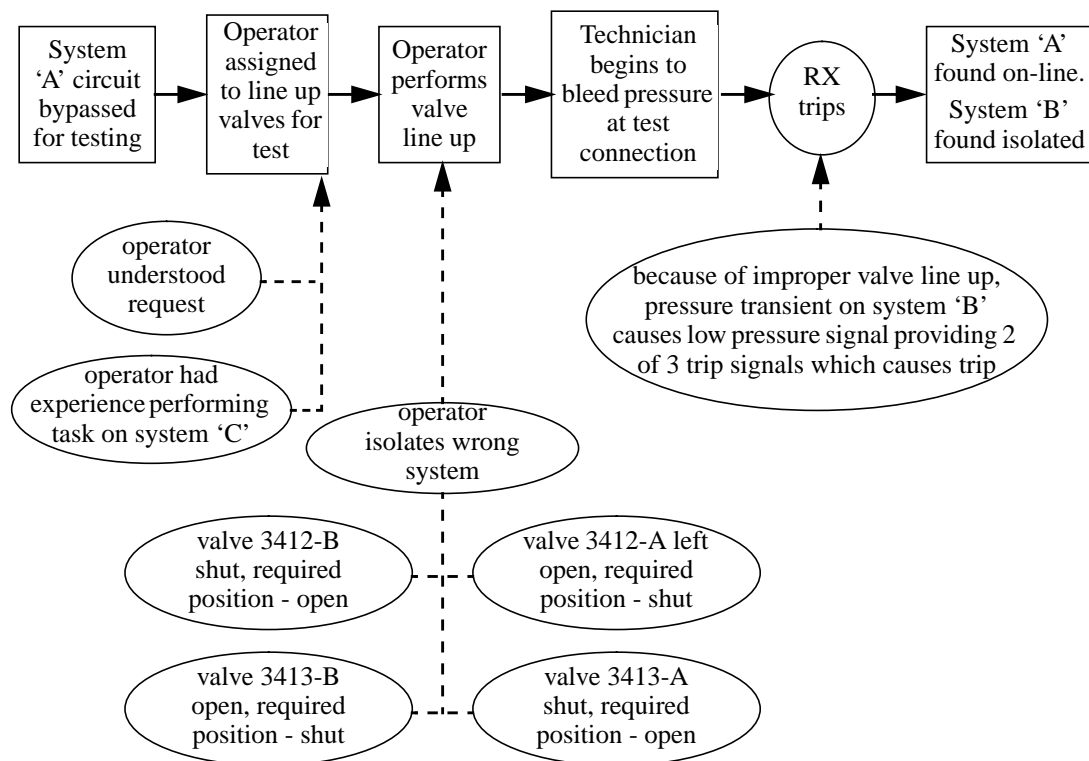 System
‘A’ circuit
bypassed
for testing
Operator
assigned
to line up
valves for
test
Operator
performs
valve
line up
Technician
begins to
bleed pressure
at test
connection
RX
trips
System ‘A’
found on-line.
System ‘B’
found isolated
operator
understood
request
operator had
experience performing
task on system ‘C’
operator
isolates wrong
system
because of improper valve line up,
pressure transient on system ‘B’
causes low pressure signal providing 2
of 3 trip signals which causes trip
valve 3412-B
shut, required
position - open
valve 3412-A left
open, required
position - shut
valve 3413-B
open, required
position - shut
valve 3413-A
shut, required
position - open